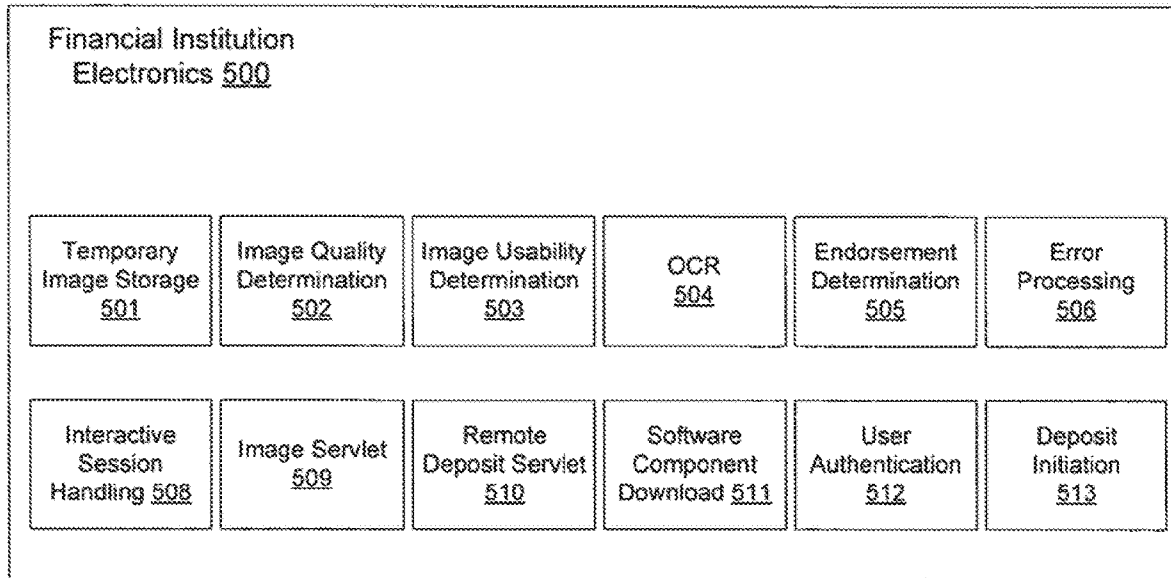 Financial Institution
Electronics 500
Temporary
Image Storage
501
Image Quality
Determination
502
Image Usability
Determination
503
OCR
504
Endorsement
Determination
505
Error
Processing
506
Interactive
Session
Handling 508
Image Servlet
509
Remote
Deposit Servlet
510
Software
Component
Download 511
User
Authentication
512
Deposit
Initiation
513